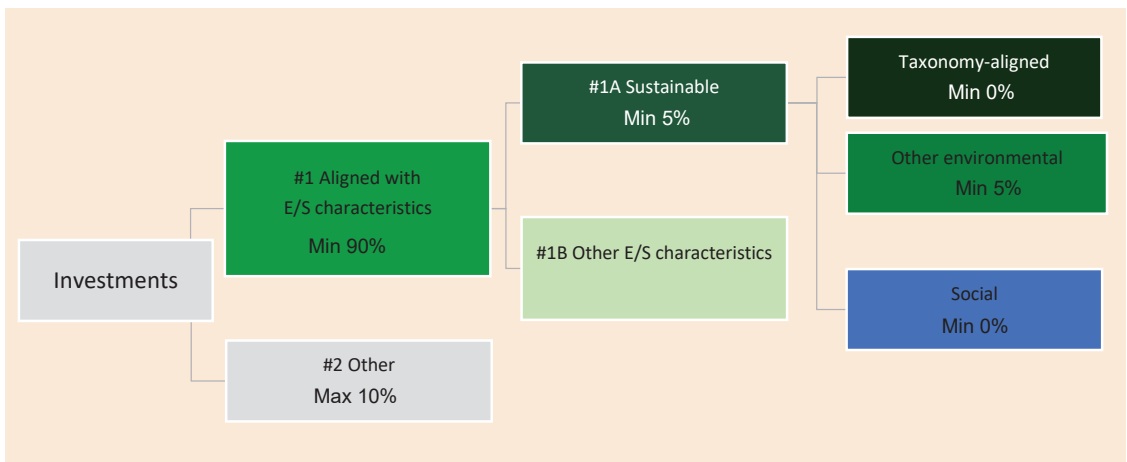 Investments
#1 Aligned with
E/S characteristics
Min 90%
#2 Other
Max 10%
#1A Sustainable
Min 5%
#1B Other E/S characteristics
Taxonomy-aligned
Min 0%
Other environmental
Min 5%
Social
Min 0%